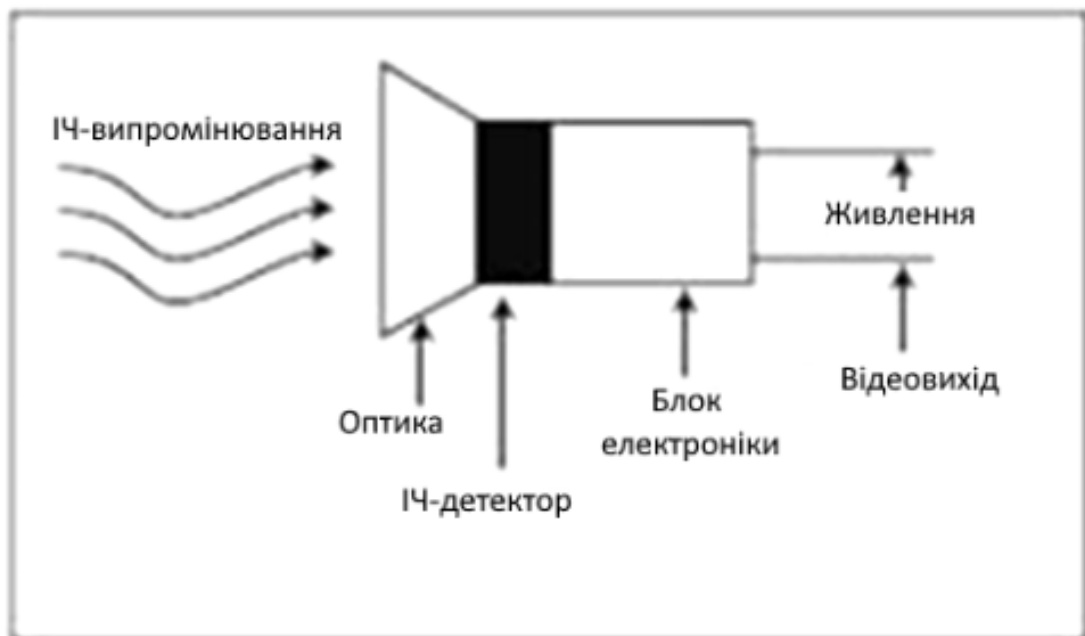 ІЧ-випромінювання
Живлення
Відеовихід
Блок
електроніки
Оптика
ІЧ-детектор